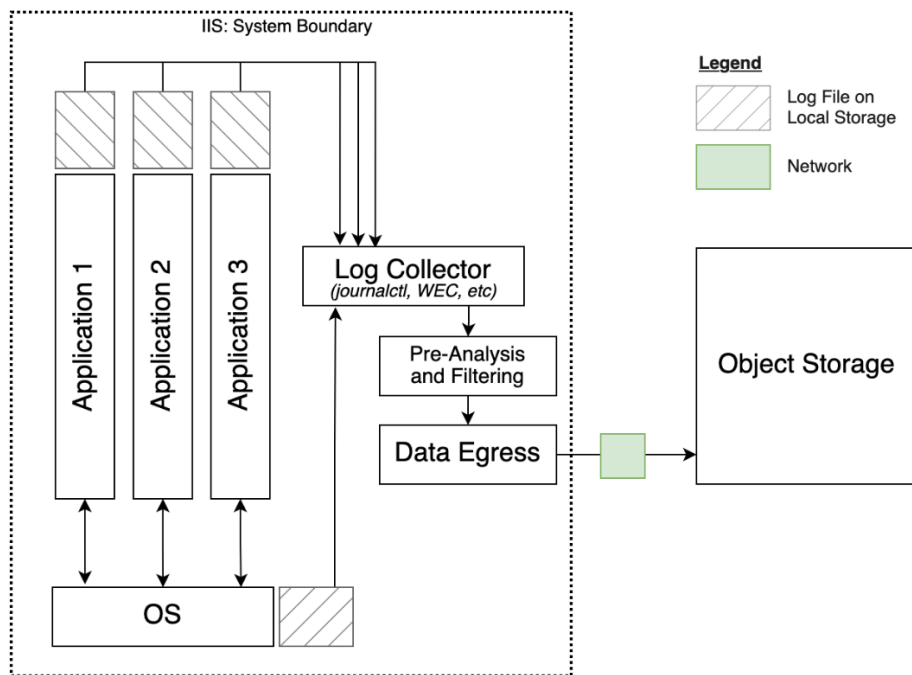 IIS: System Boundary
Legend
Log File on
Local Storage
Network
Application 1
Application 2
Application 3
Log Collector
(journalctl, WEC, etc)
Pre-Analysis
and Filtering
Data Egress
Object Storage
OS